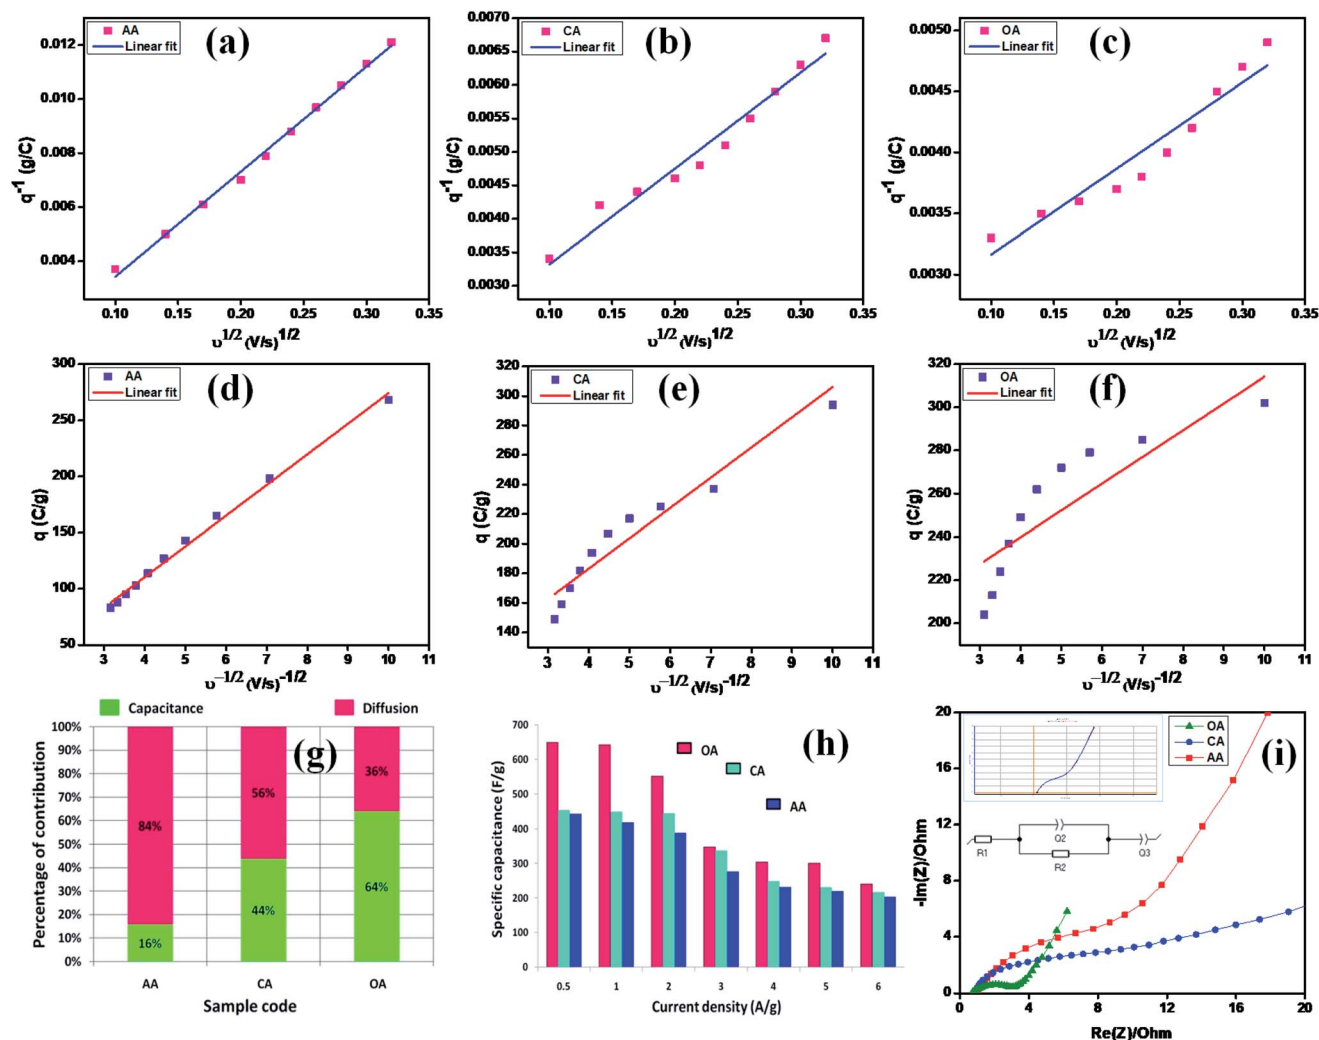 AA
Linear fit
(a)
0.012
0.010
0.008
0.006
0.004
q⁻¹ (g/C)
0.10 0.15 0.20 0.25 0.30 0.35
υ¹/² (V/s)¹/²
CA
Linear fit
(b)
0.0070
0.0065
0.0060
0.0055
0.0050
0.0045
0.0040
0.0035
0.0030
q⁻¹ (g/C)
0.10 0.15 0.20 0.25 0.30 0.35
υ¹/² (V/s)¹/²
OA
Linear fit
(c)
0.0050
0.0045
0.0040
0.0035
0.0030
q⁻¹ (g/C)
0.10 0.15 0.20 0.25 0.30 0.35
υ¹/² (V/s)¹/²
AA
Linear fit
(d)
300
250
200
150
100
50
q (C/g)
3 4 5 6 7 8 9 10 11
υ⁻¹/² (V/s)⁻¹/²
CA
Linear fit
(e)
320
300
280
260
240
220
200
180
160
140
q (C/g)
3 4 5 6 7 8 9 10 11
υ⁻¹/² (V/s)⁻¹/²
OA
Linear fit
(f)
320
300
280
260
240
220
200
q (C/g)
3 4 5 6 7 8 9 10 11
υ⁻¹/² (V/s)⁻¹/²
Capacitance Diffusion
(g)
100%
90%
80%
70%
60%
50%
40%
30%
20%
10%
0%
Percentage of contribution
84%
16%
56%
44%
36%
64%
AA CA OA
Sample code
(h)
OA
CA
AA
700
600
500
400
300
200
100
0
Specific capacitance (F/g)
0.5 1 2 3 4 5 6
Current density (A/g)
OA
CA
AA
(i)
20
16
12
8
4
0
-Im(Z)/Ohm
R1
Q2
R2
Q3
0 4 8 12 16 20
Re(Z)/Ohm